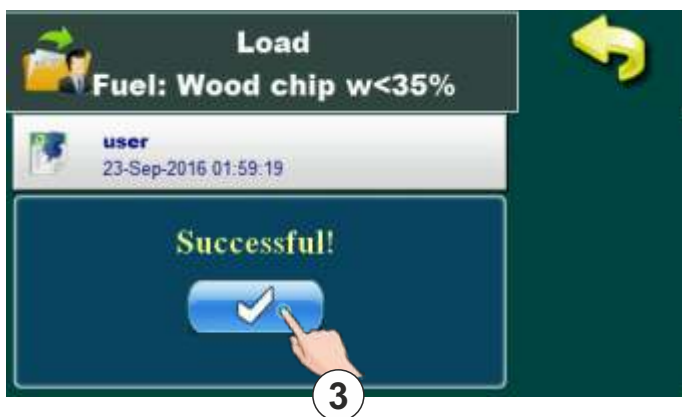 Load
Fuel: Wood chip w<35%
user
23-Sep-2016 01:59:19
Successful!
3